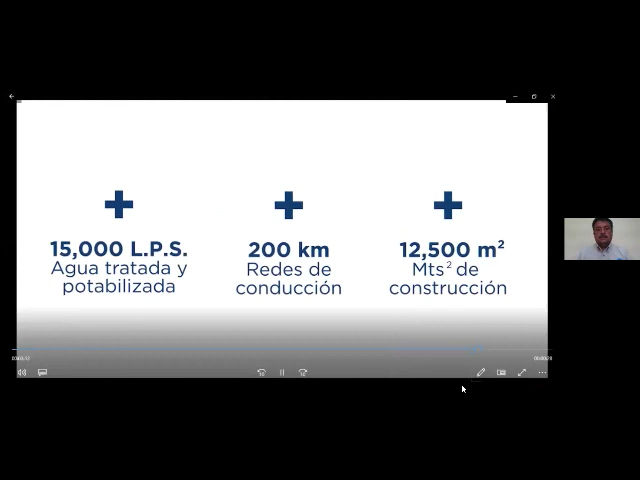 15,000 L.P.S.
Agua tratada y
potabilizada
200 km
Redes de
conducción
12,500 m²
Mts² de
construcción